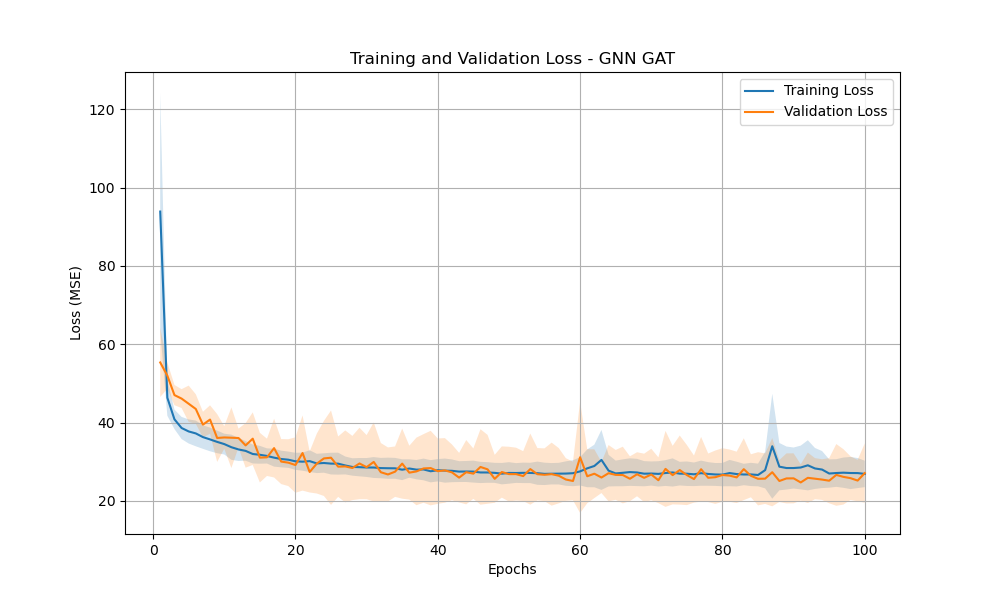 Training and Validation Loss - GNN GAT
Training Loss
Validation Loss
120
100
80
60
40
20
Loss (MSE)
0
20
40
60
80
100
Epochs